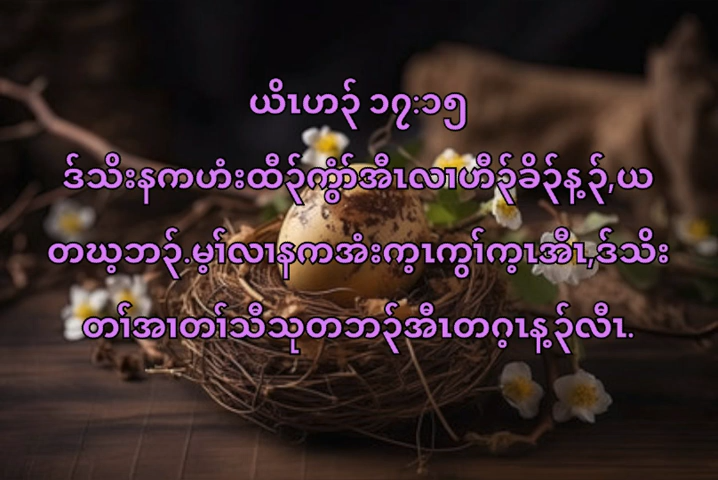 ယိၤဟၣ် ၁၇:၁၅
ဒ်သိးနကဟံးထီၣ်ကွံာ်အီၤလၢဟီၣ်ခိၣ်န့ၣ်,ယ
တဃ့ဘၣ်.မ့ၢ်လၢနကအံးက့ၤကွၢ်က့ၤအီၤ,ဒ်သိး
တၢ်အၢတၢ်သီသုတဘၣ်အီၤတဂ့ၤန့ၣ်လီၤ.